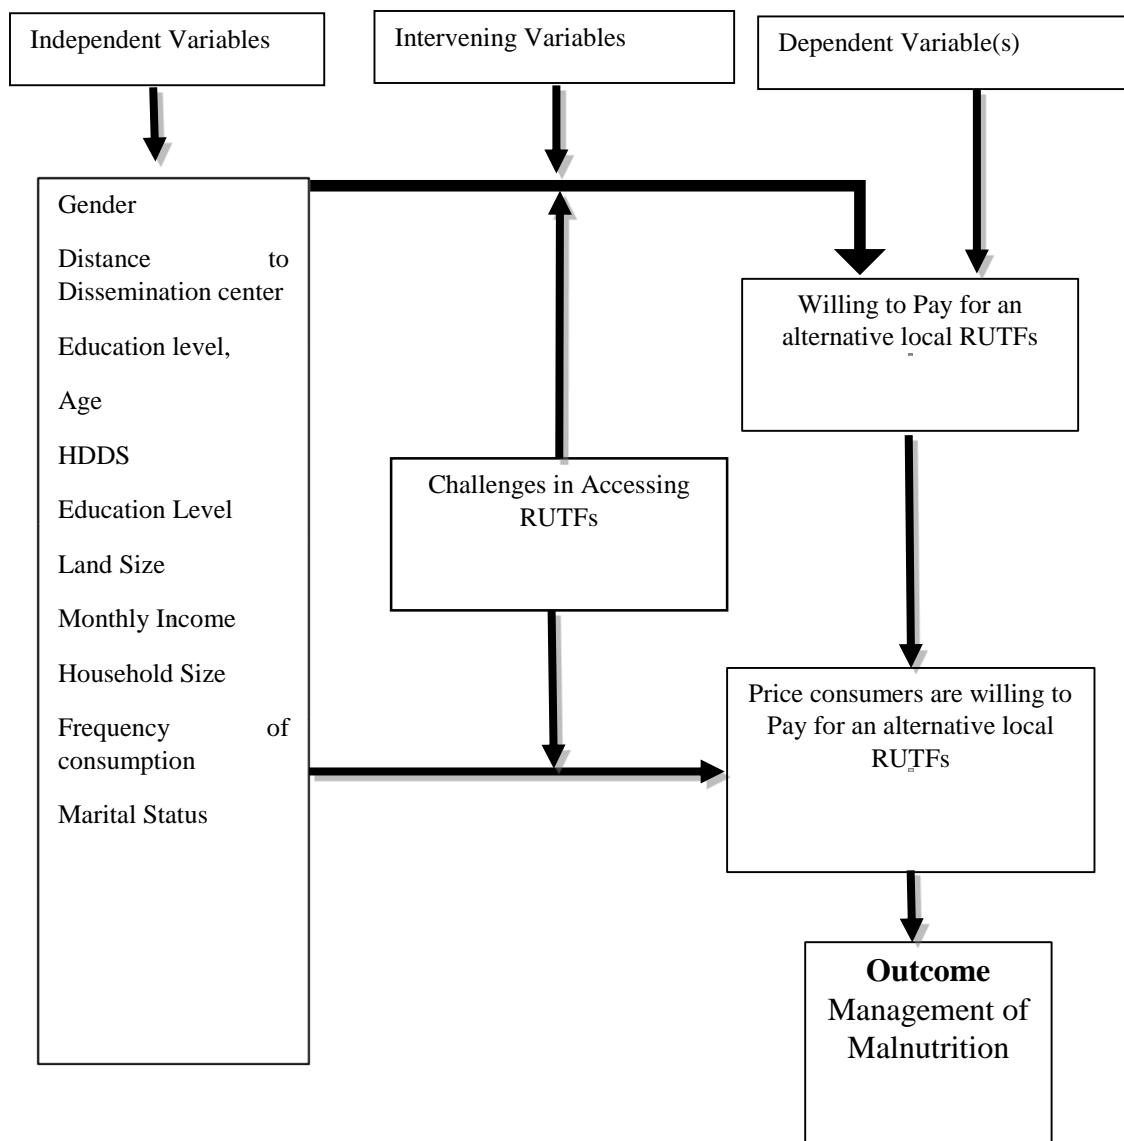 Independent Variables
Intervening Variables
Dependent Variable(s)
Gender
Distance to
Dissemination center
Education level,
Age
HDDS
Education Level
Land Size
Monthly Income
Household Size
Frequency of
consumption
Marital Status
Challenges in Accessing
RUTFs
Willing to Pay for an
alternative local RUTFs
Price consumers are willing to
Pay for an alternative local
RUTFs
Outcome
Management of
Malnutrition